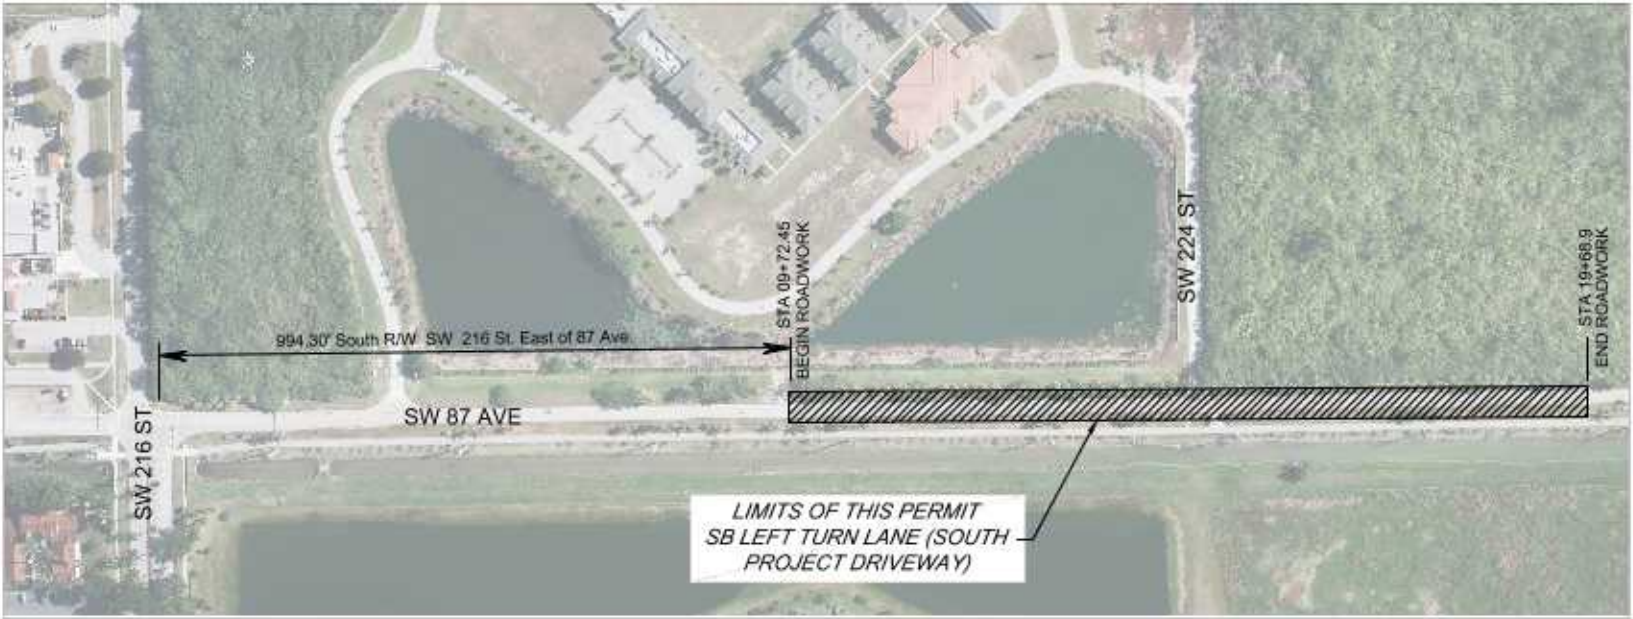 994.30' South R/W SW 216 St. East of 87 Ave.
STA 09+72.45
BEGIN ROADWORK
SW 224 ST
STA 19+68.9
END ROADWORK
SW 87 AVE
SW 216 ST
LIMITS OF THIS PERMIT
SB LEFT TURN LANE (SOUTH
PROJECT DRIVEWAY)